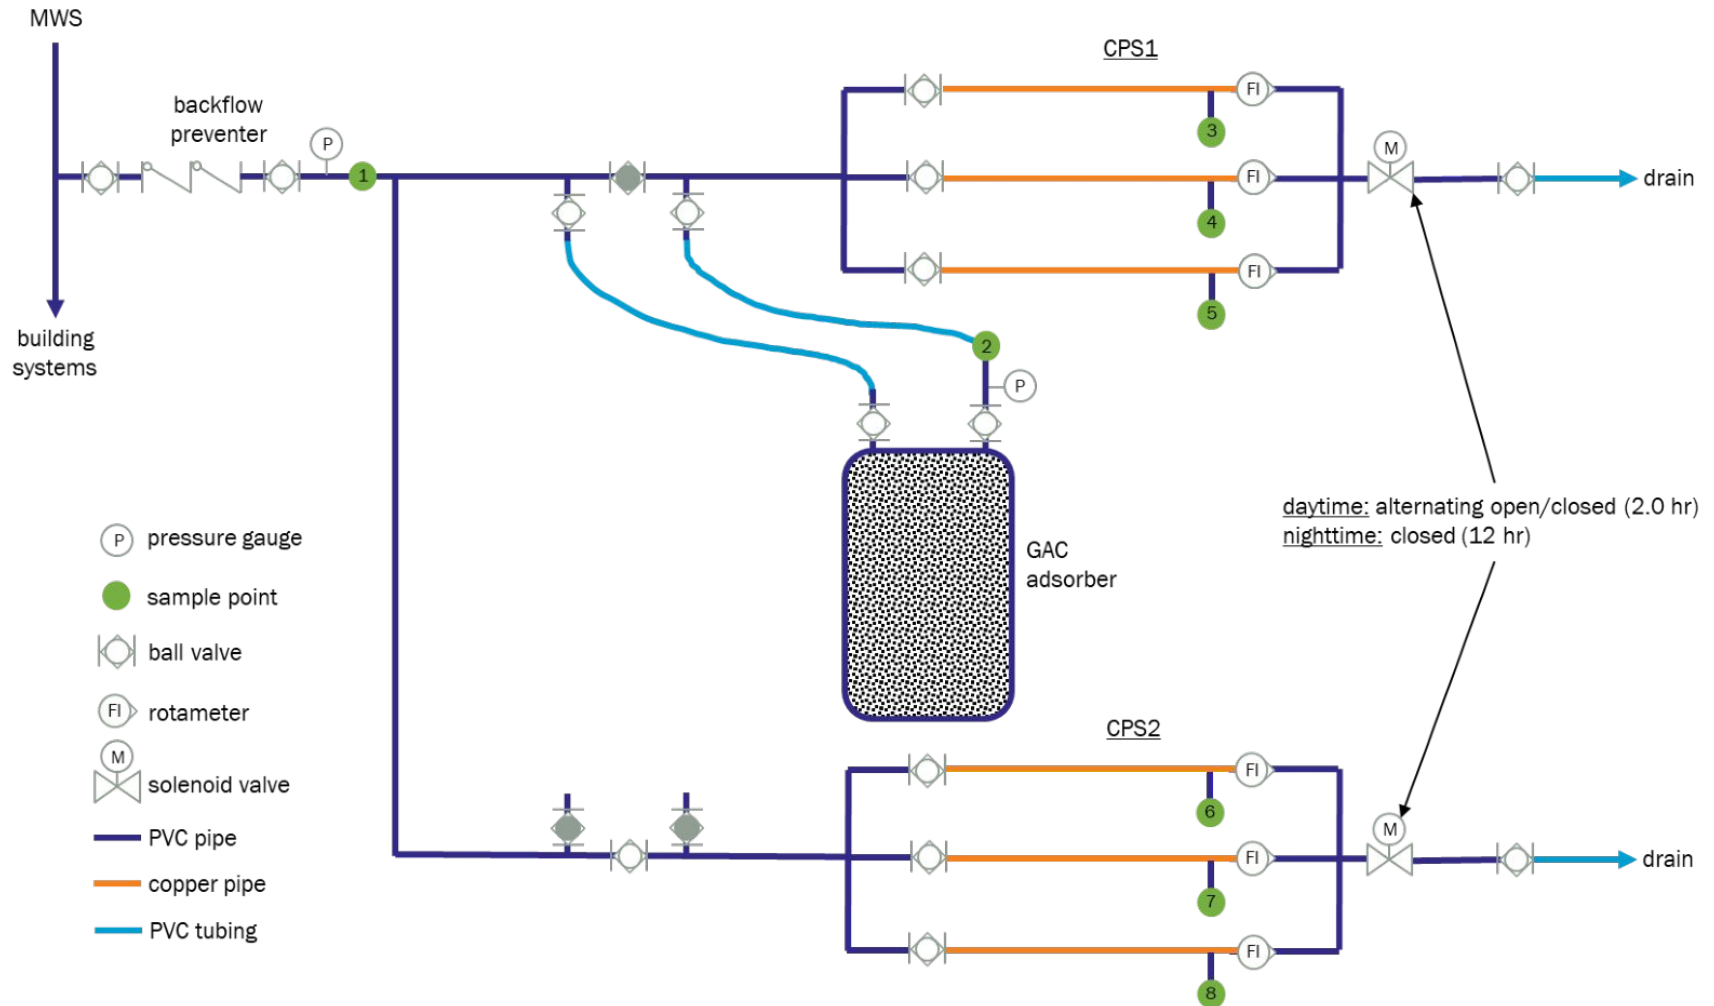 MWS
backflow
preventer
P
1
building
systems
CPS1
FI
3
FI
4
FI
5
M
drain
2
P
GAC
adsorber
daytime: alternating open/closed (2.0 hr)
nighttime: closed (12 hr)
P pressure gauge
sample point
ball valve
FI rotameter
M
solenoid valve
PVC pipe
copper pipe
PVC tubing
CPS2
FI
6
FI
7
FI
8
M
drain